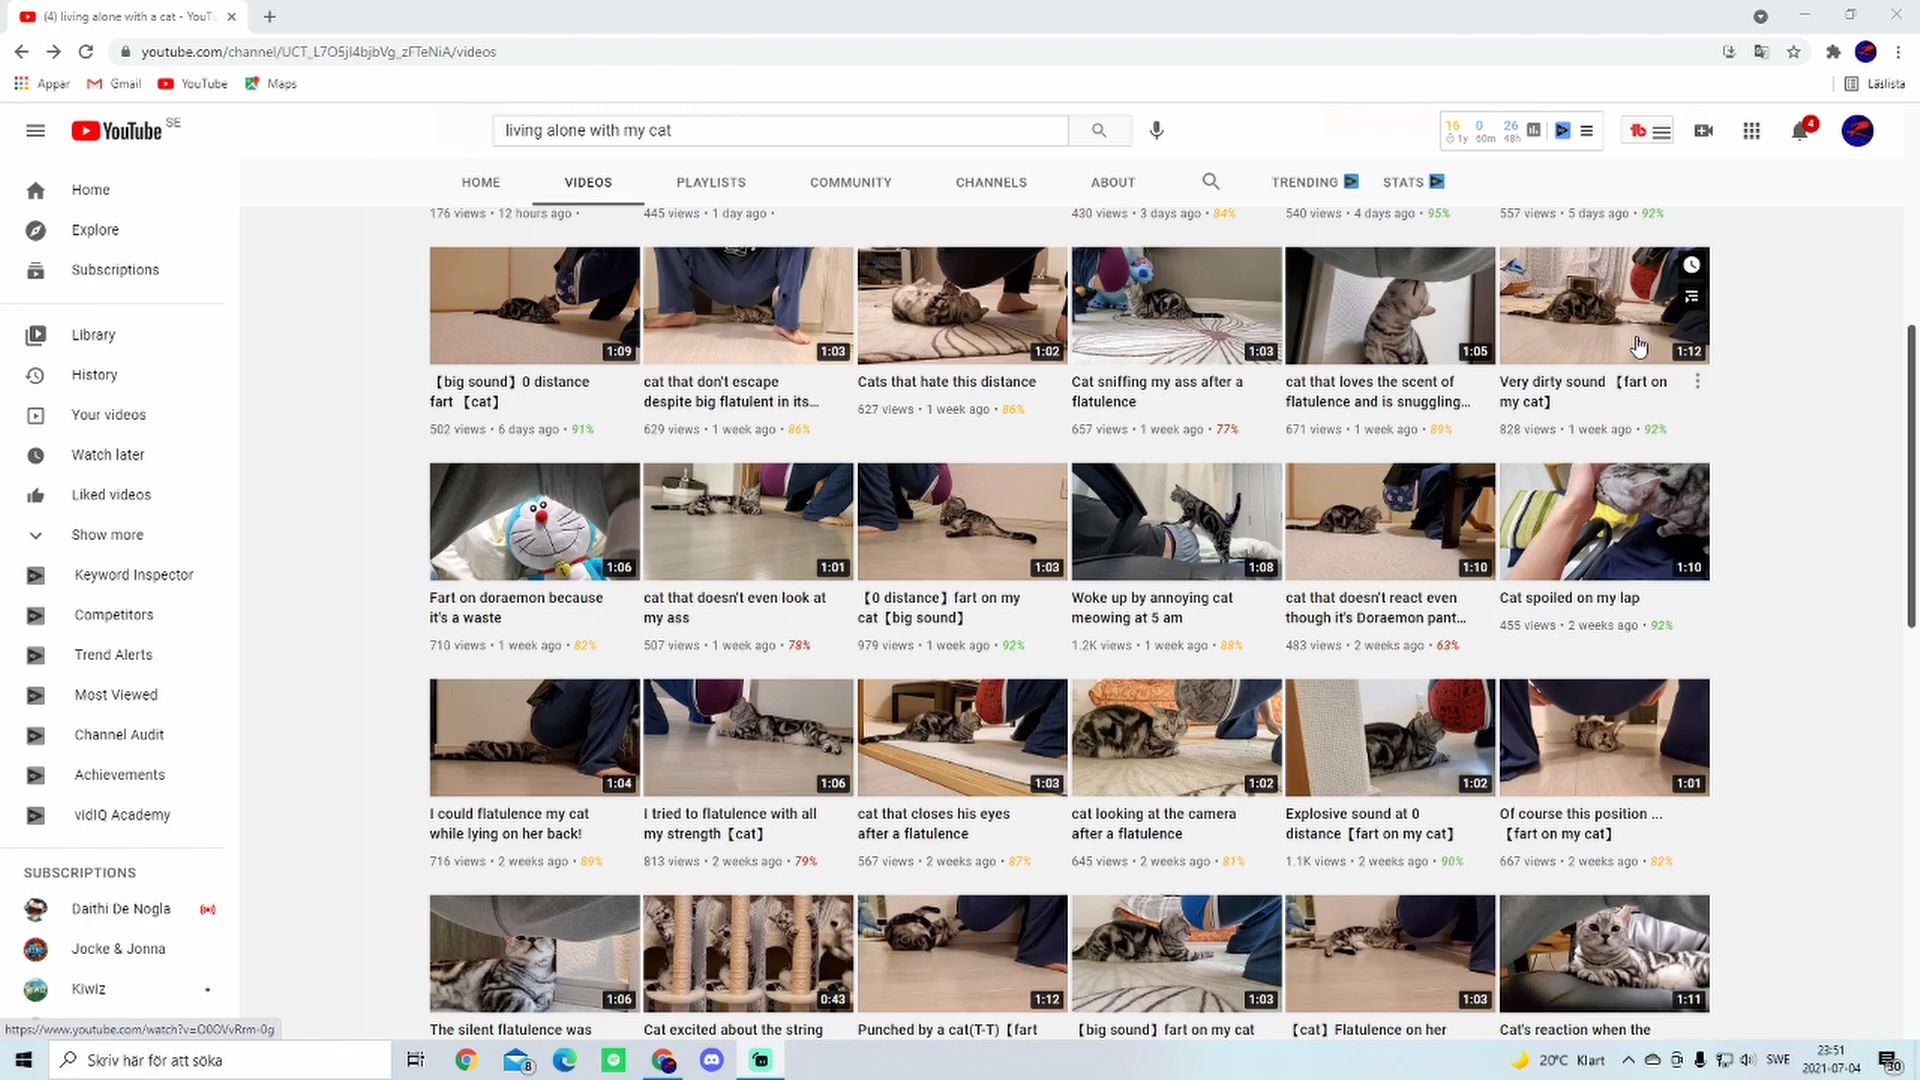 (4) living alone with a cat - YouT
youtube.com/channel/UCT_L7O5jI4bjbVg_zFTeNiA/videos
Appar Gmail YouTube Maps Läslista
YouTube SE
living alone with my cat
16 0 26
1y 60m 48h
4
HOME VIDEOS PLAYLISTS COMMUNITY CHANNELS ABOUT TRENDING STATS
Home
Explore
Subscriptions
Library
History
Your videos
Watch later
Liked videos
Show more
Keyword Inspector
Competitors
Trend Alerts
Most Viewed
Channel Audit
Achievements
vidIQ Academy
SUBSCRIPTIONS
Daithi De Nogla
Jocke & Jonna
Kiwiz
176 views • 12 hours ago •
445 views • 1 day ago •
430 views • 3 days ago • 84%
540 views • 4 days ago • 95%
557 views • 5 days ago • 92%
1:09
【big sound】0 distance
fart 【cat】
502 views • 6 days ago • 91%
1:03
cat that don't escape
despite big flatulent in its...
629 views • 1 week ago • 86%
1:02
Cats that hate this distance
627 views • 1 week ago • 86%
1:03
Cat sniffing my ass after a
flatulence
657 views • 1 week ago • 77%
1:05
cat that loves the scent of
flatulence and is snuggling...
671 views • 1 week ago • 89%
1:12
Very dirty sound 【fart on
my cat】
828 views • 1 week ago • 92%
1:06
Fart on doraemon because
it's a waste
710 views • 1 week ago • 82%
1:01
cat that doesn't even look at
my ass
507 views • 1 week ago • 78%
1:03
【0 distance】fart on my
cat【big sound】
979 views • 1 week ago • 92%
1:08
Woke up by annoying cat
meowing at 5 am
1.2K views • 1 week ago • 88%
1:10
cat that doesn't react even
though it's Doraemon pant...
483 views • 2 weeks ago • 63%
1:10
Cat spoiled on my lap
455 views • 2 weeks ago • 92%
1:04
I could flatulence my cat
while lying on her back!
716 views • 2 weeks ago • 89%
1:06
I tried to flatulence with all
my strength【cat】
813 views • 2 weeks ago • 79%
1:03
cat that closes his eyes
after a flatulence
567 views • 2 weeks ago • 87%
1:02
cat looking at the camera
after a flatulence
645 views • 2 weeks ago • 81%
1:02
Explosive sound at 0
distance【fart on my cat】
1.1K views • 2 weeks ago • 90%
1:01
Of course this position ...
【fart on my cat】
667 views • 2 weeks ago • 82%
1:06
The silent flatulence was
0:43
Cat excited about the string
1:12
Punched by a cat(T-T)【fart
1:03
【big sound】fart on my cat
1:03
【cat】Flatulence on her
1:11
Cat's reaction when the
https://www.youtube.com/watch?v=O0OVvRrm-0g
Skriv här för att söka
8
20°C Klart
SWE
23:51
2021-07-04
30